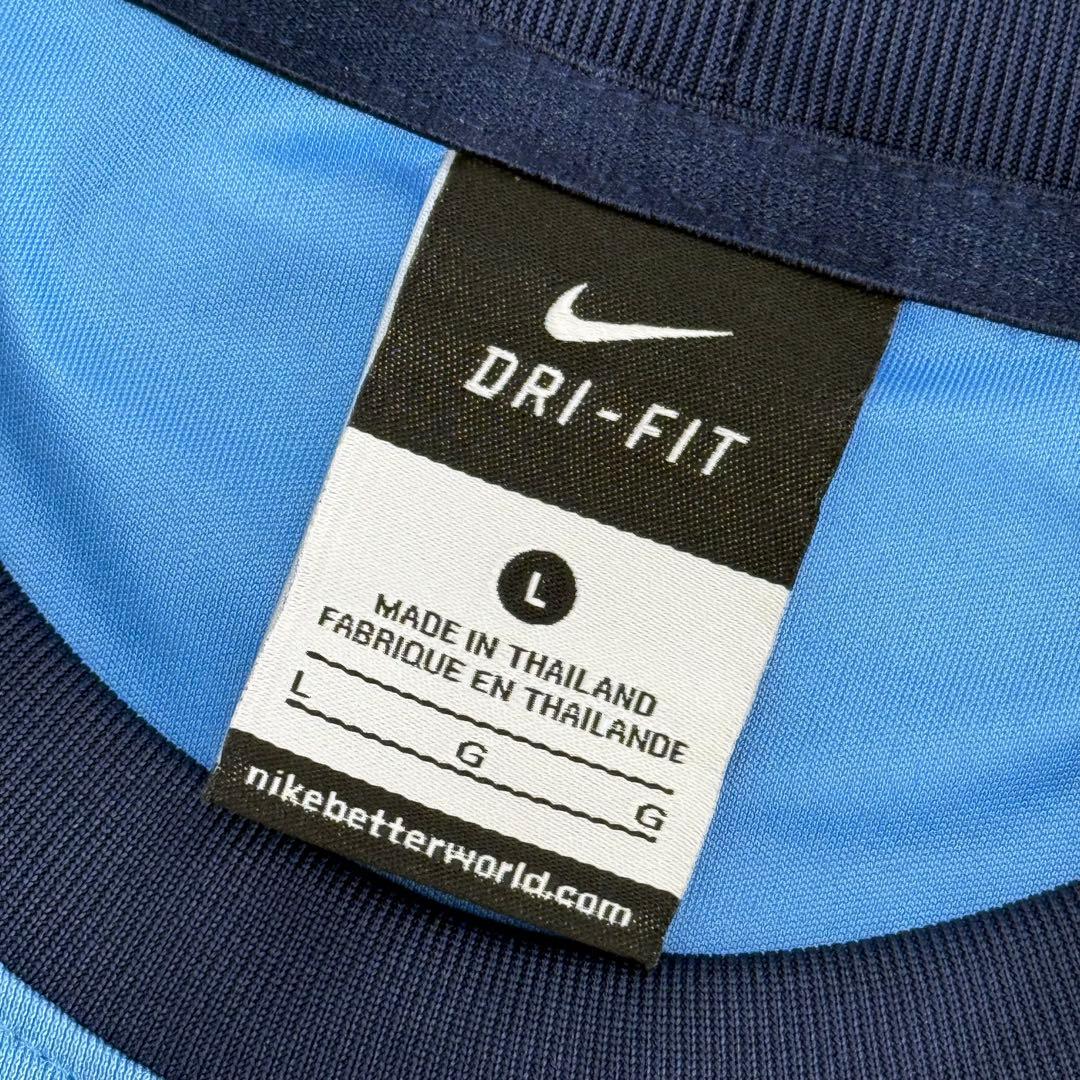 DRI-FIT
L
MADE IN THAILAND
FABRIQUE EN THAILANDE
L G G
nikebetterworld.com